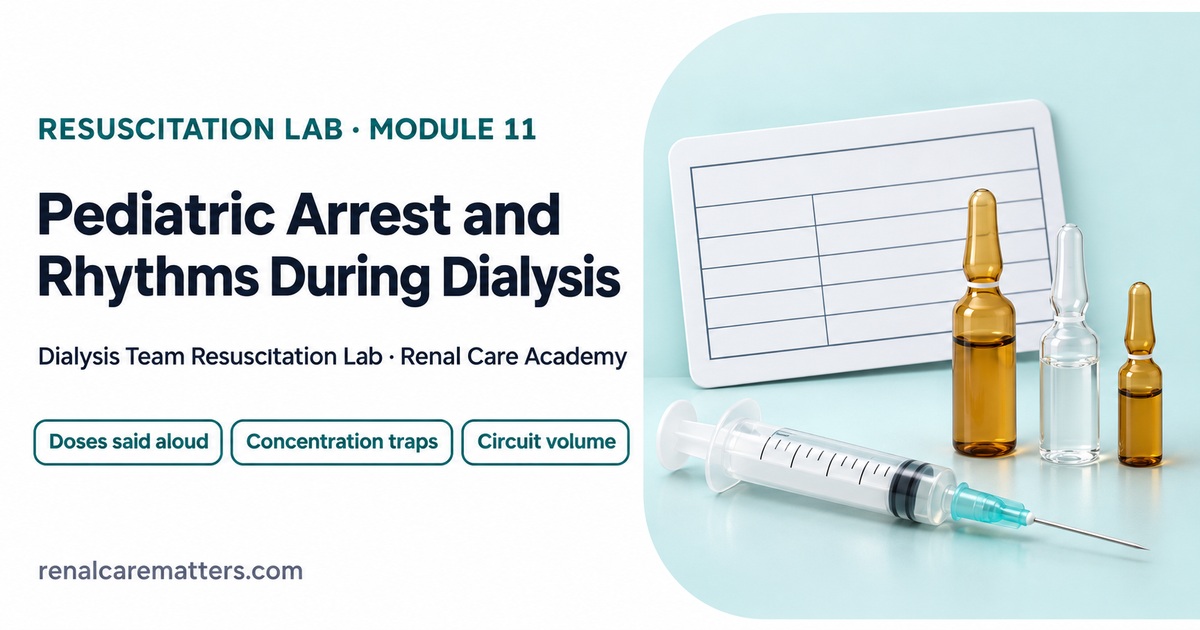 RESUSCITATION LAB · MODULE 11
Pediatric Arrest and
Rhythms During Dialysis
Dialysis Team Resuscitation Lab · Renal Care Academy
Doses said aloud
Concentration traps
Circuit volume
renalcarematters.com